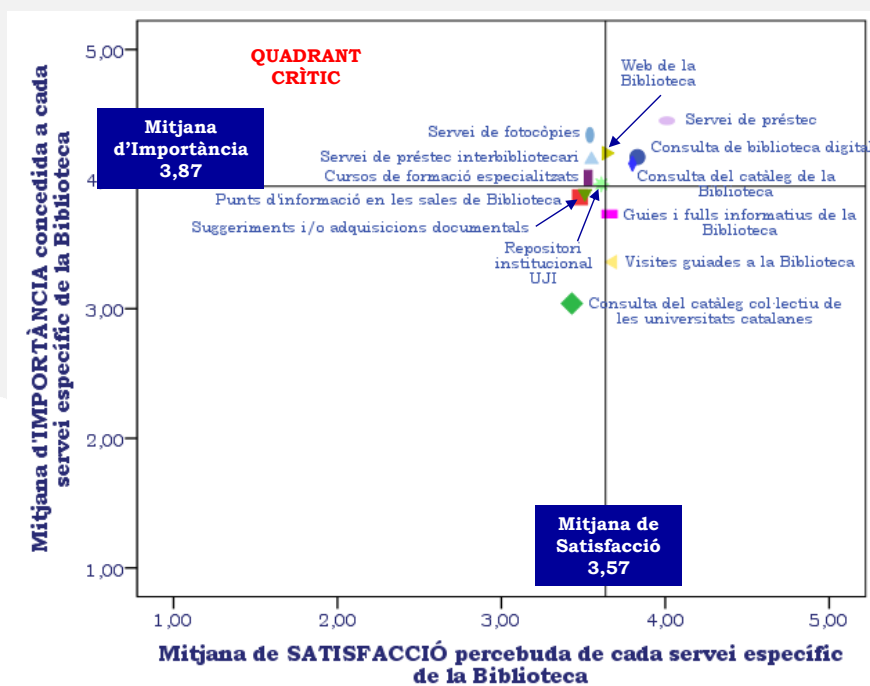 Mitjana d'IMPORTÀNCIA concedida a cada
servei específic de la Biblioteca
5,00
4
3,00
2,00
1,00
QUADRANT
CRÍTIC
Mitjana
d'Importància
3,87
Web de la
Biblioteca
Servei de fotocòpies
Servei de préstec
Servei de préstec interbibliotecari
Consulta de biblioteca digital
Cursos de formació especialitzats
Consulta del catàleg de la
Biblioteca
Punts d'informació en les sales de Biblioteca
Guies i fulls informatius de la
Biblioteca
Suggeriments i/o adquisicions documentals
Repositori
institucional
UJI
Visites guiades a la Biblioteca
Consulta del catàleg col·lectiu de
les universitats catalanes
Mitjana de
Satisfacció
3,57
1,00
2,00
3,00
4,00
5,00
Mitjana de SATISFACCIÓ percebuda de cada servei específic
de la Biblioteca